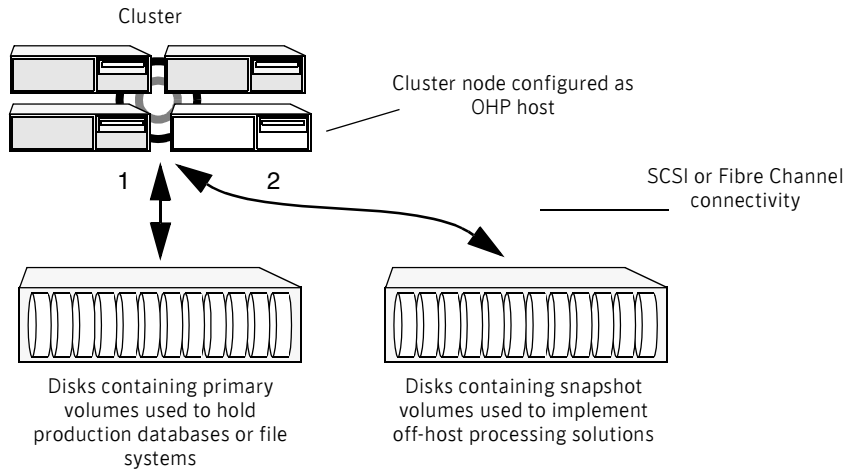 Cluster
Cluster node configured as
OHP host
1
2
SCSI or Fibre Channel
connectivity
Disks containing primary
volumes used to hold
production databases or file
systems
Disks containing snapshot
volumes used to implement
off-host processing solutions